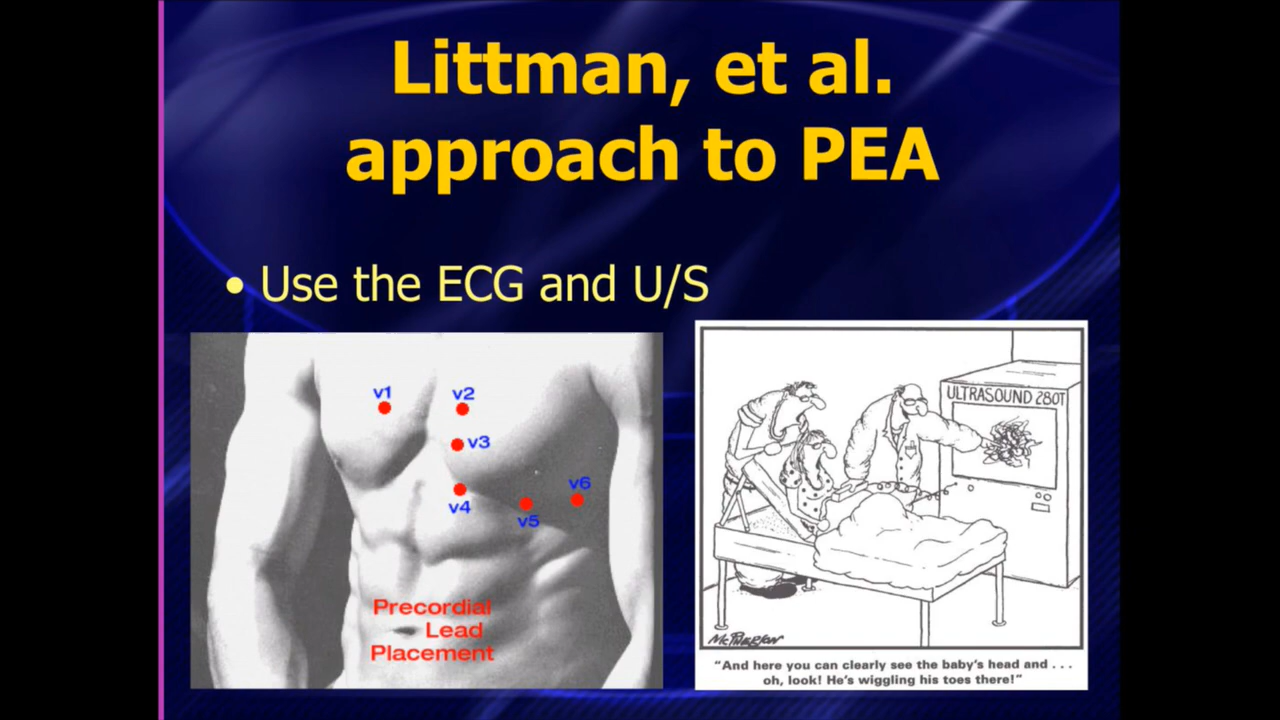 Littman, et al.
approach to PEA
• Use the ECG and U/S
v1
v2
v3
v4
v5
v6
Precordial
Lead
Placement
ULTRASOUND 280T
McPHERSON
"And here you can clearly see the baby's head and . . .
oh, look! He's wiggling his toes there!"